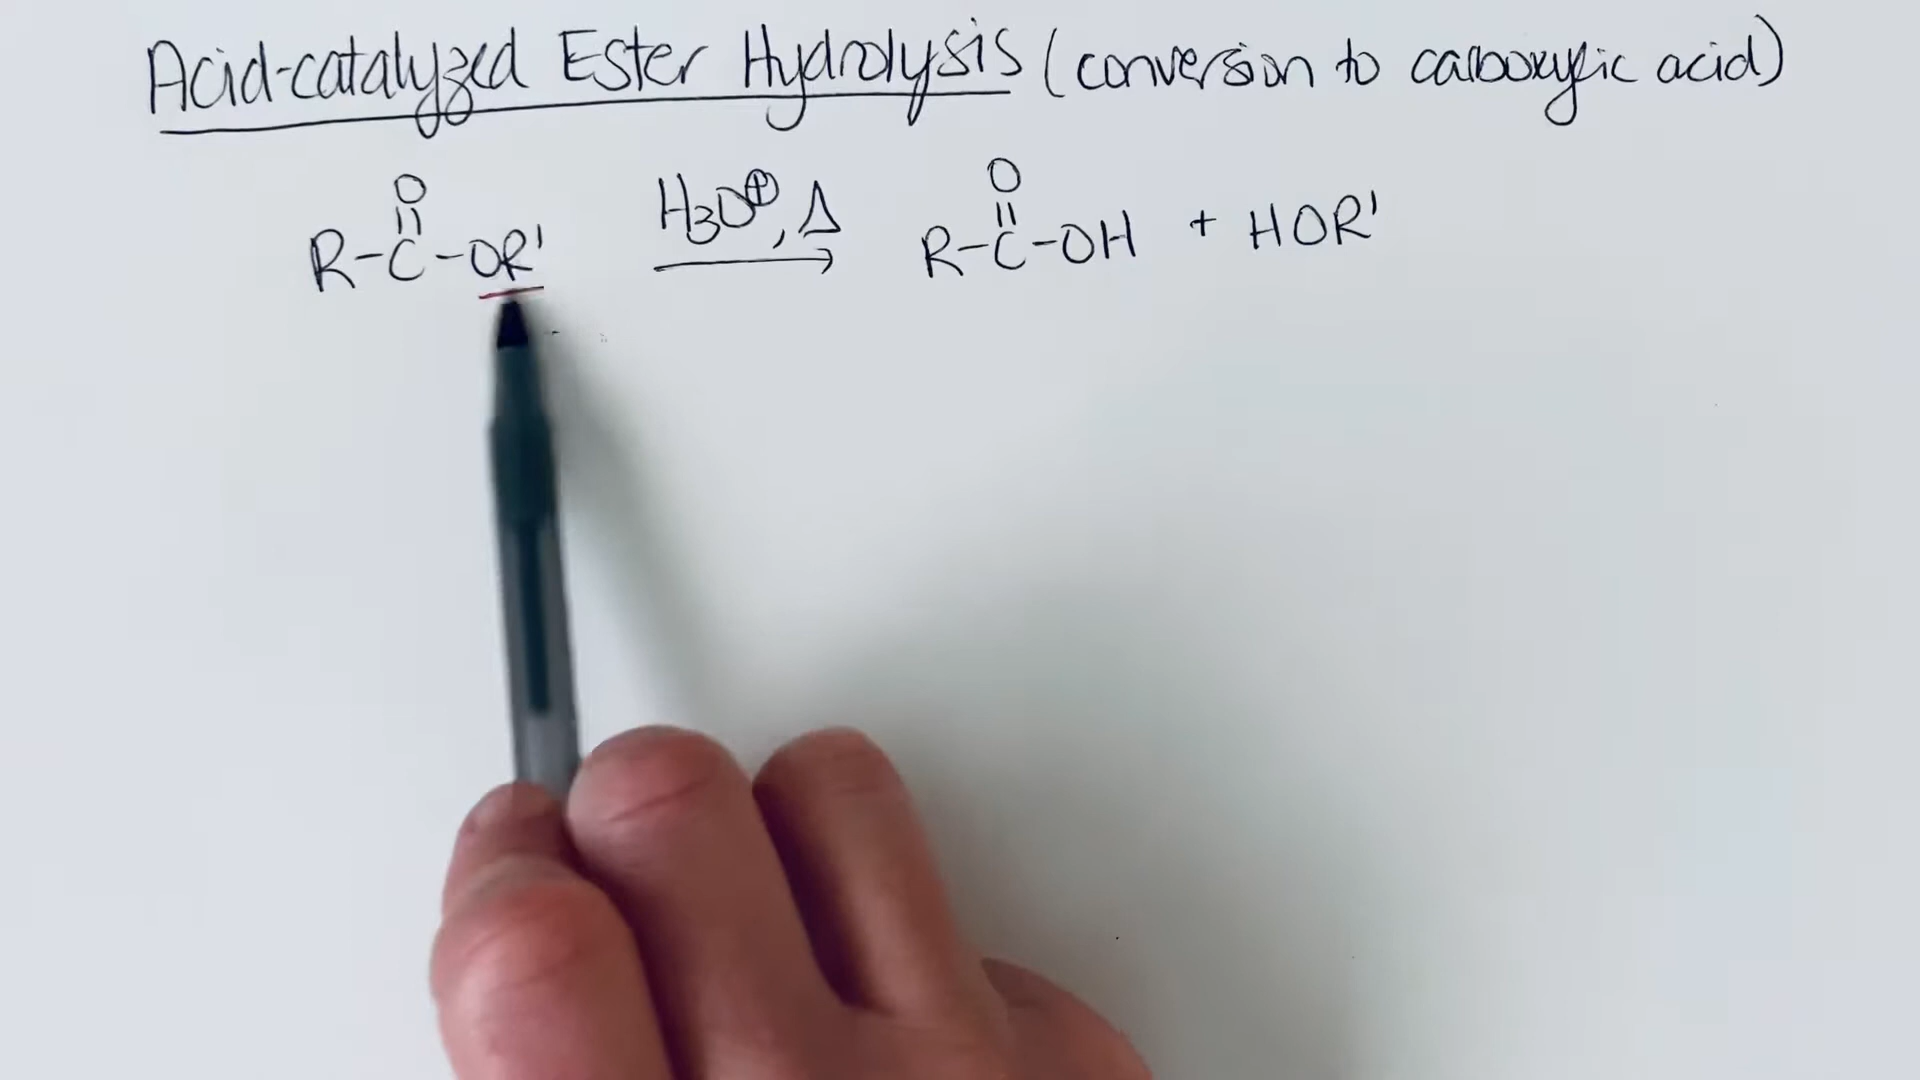 Acid-catalyzed Ester Hydrolysis (conversion to carboxylic acid)
O O
R-C-OR' H3O⊕, Δ R-C-OH + HOR'